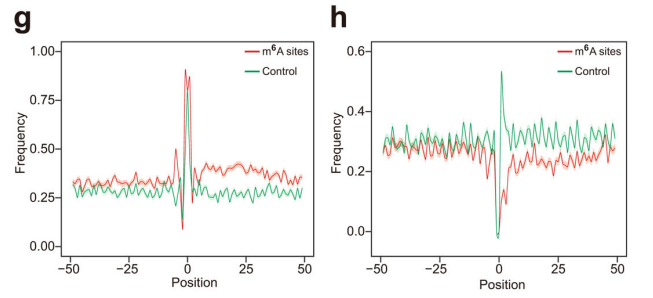 g
h
m6A sites
Control
1.00
0.75
0.50
0.25
0.00
Frequency
−50
−25
0
25
50
Position
m6A sites
Control
0.6
0.4
0.2
0.0
Frequency
−50
−25
0
25
50
Position